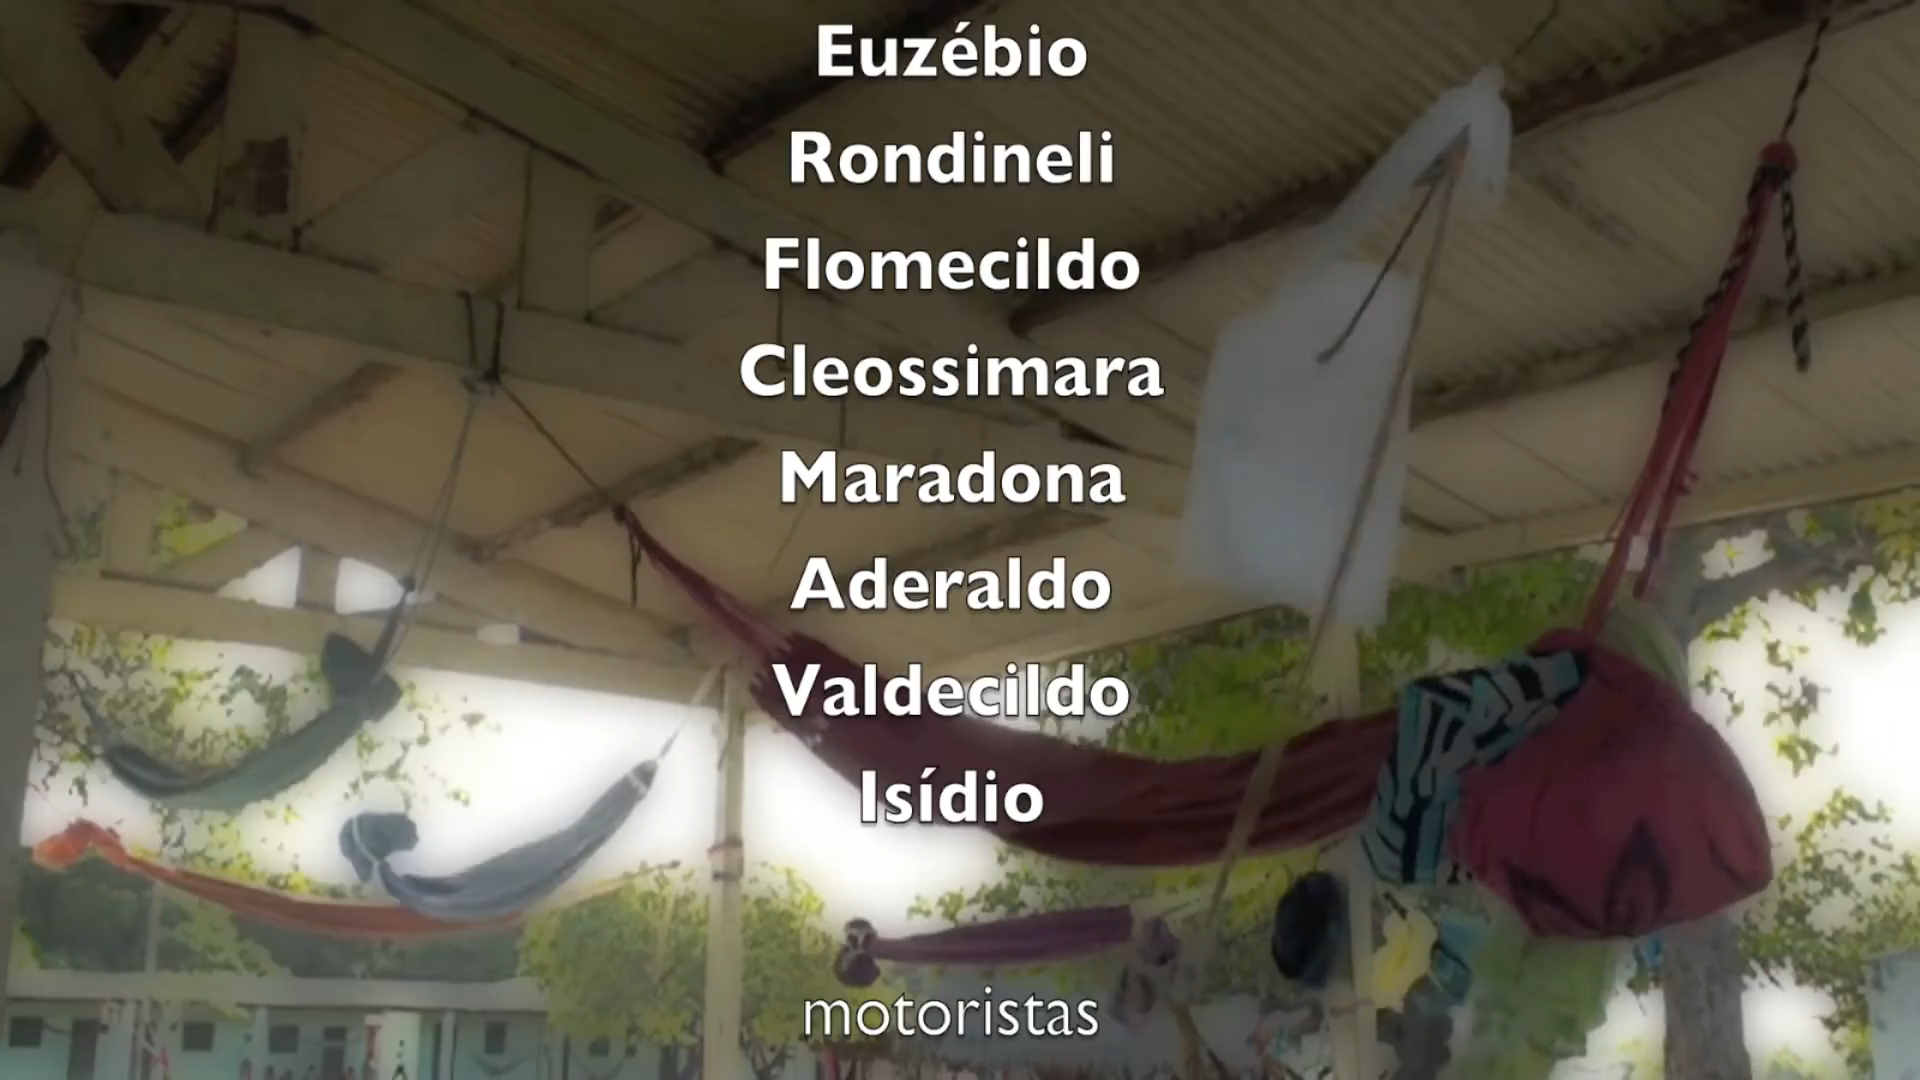 Euzébio
Rondineli
Flomecildo
Cleossimara
Maradona
Aderaldo
Valdecildo
Isídio
motoristas